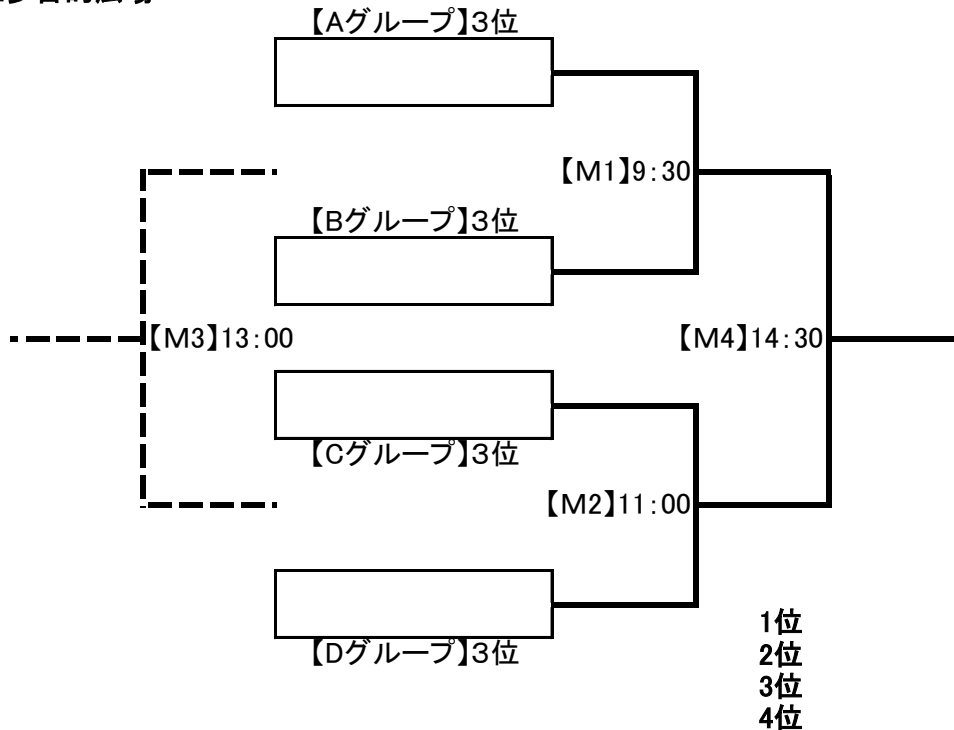 【Aグループ】3位
【M1】9:30
【Bグループ】3位
【M3】13:00
【M4】14:30
【Cグループ】3位
【M2】11:00
【Dグループ】3位
1位
2位
3位
4位